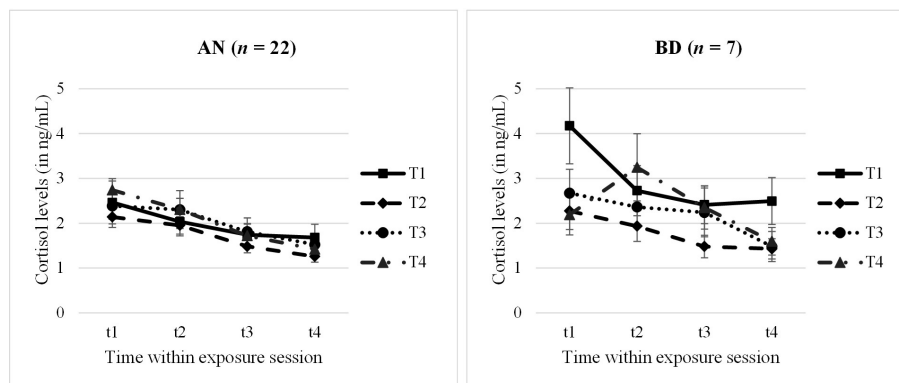 AN (n = 22)
Cortisol levels (in ng/mL)
5
4
3
2
1
0
t1 t2 t3 t4
Time within exposure session
T1
T2
T3
T4
BD (n = 7)
Cortisol levels (in ng/mL)
5
4
3
2
1
0
t1 t2 t3 t4
Time within exposure session
T1
T2
T3
T4